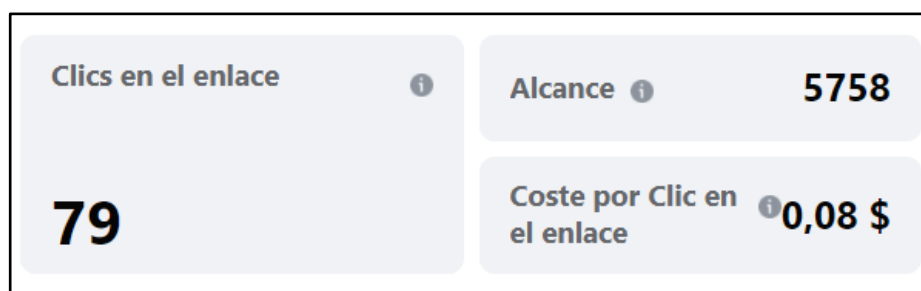 Clics en el enlace
79
Alcance 5758
Coste por Clic en
el enlace
0,08 $